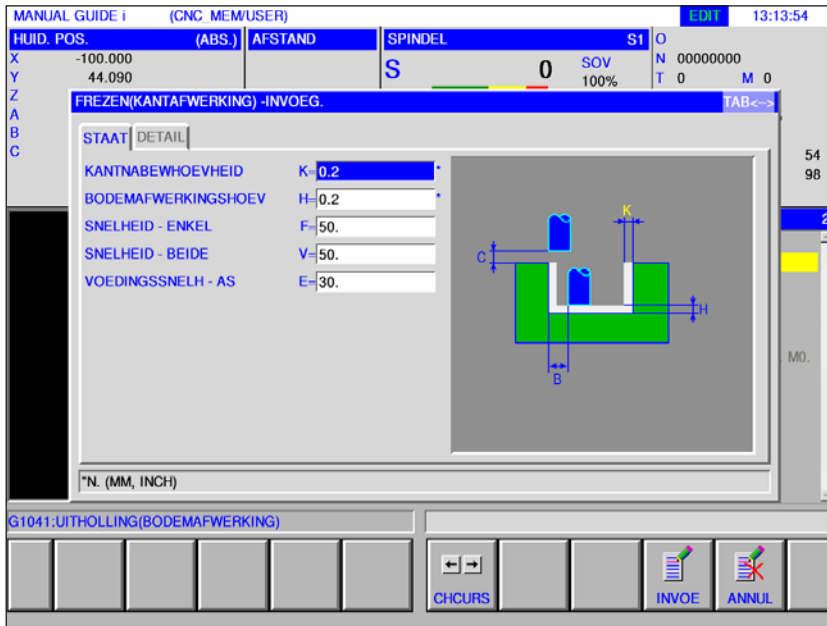 MANUAL GUIDE i (CNC_MEM/USER) EDIT 13:13:54
HUID. POS. (ABS.) AFSTAND SPINDEL S1 O
X -100.000 N 00000000
Y 44.090 S 0 SOV 100% T 0 M 0
Z
A
B
C
FREZEN(KANTAFWERKING) -INVOEG. TAB<-->
STAAT DETAIL
KANTNABEWHOEVHEID K=0.2 *
BODEMAFWERKINGSHOEV H=0.2 *
SNELHEID - ENKEL F=50.
SNELHEID - BEIDE V=50.
VOEDINGSSNELH - AS E=30.
K
C
H
B
54
98
2
M0.
*N. (MM, INCH)
G1041:UITHOLLING(BODEMAFWERKING)
CHCURS INVOE ANNUL